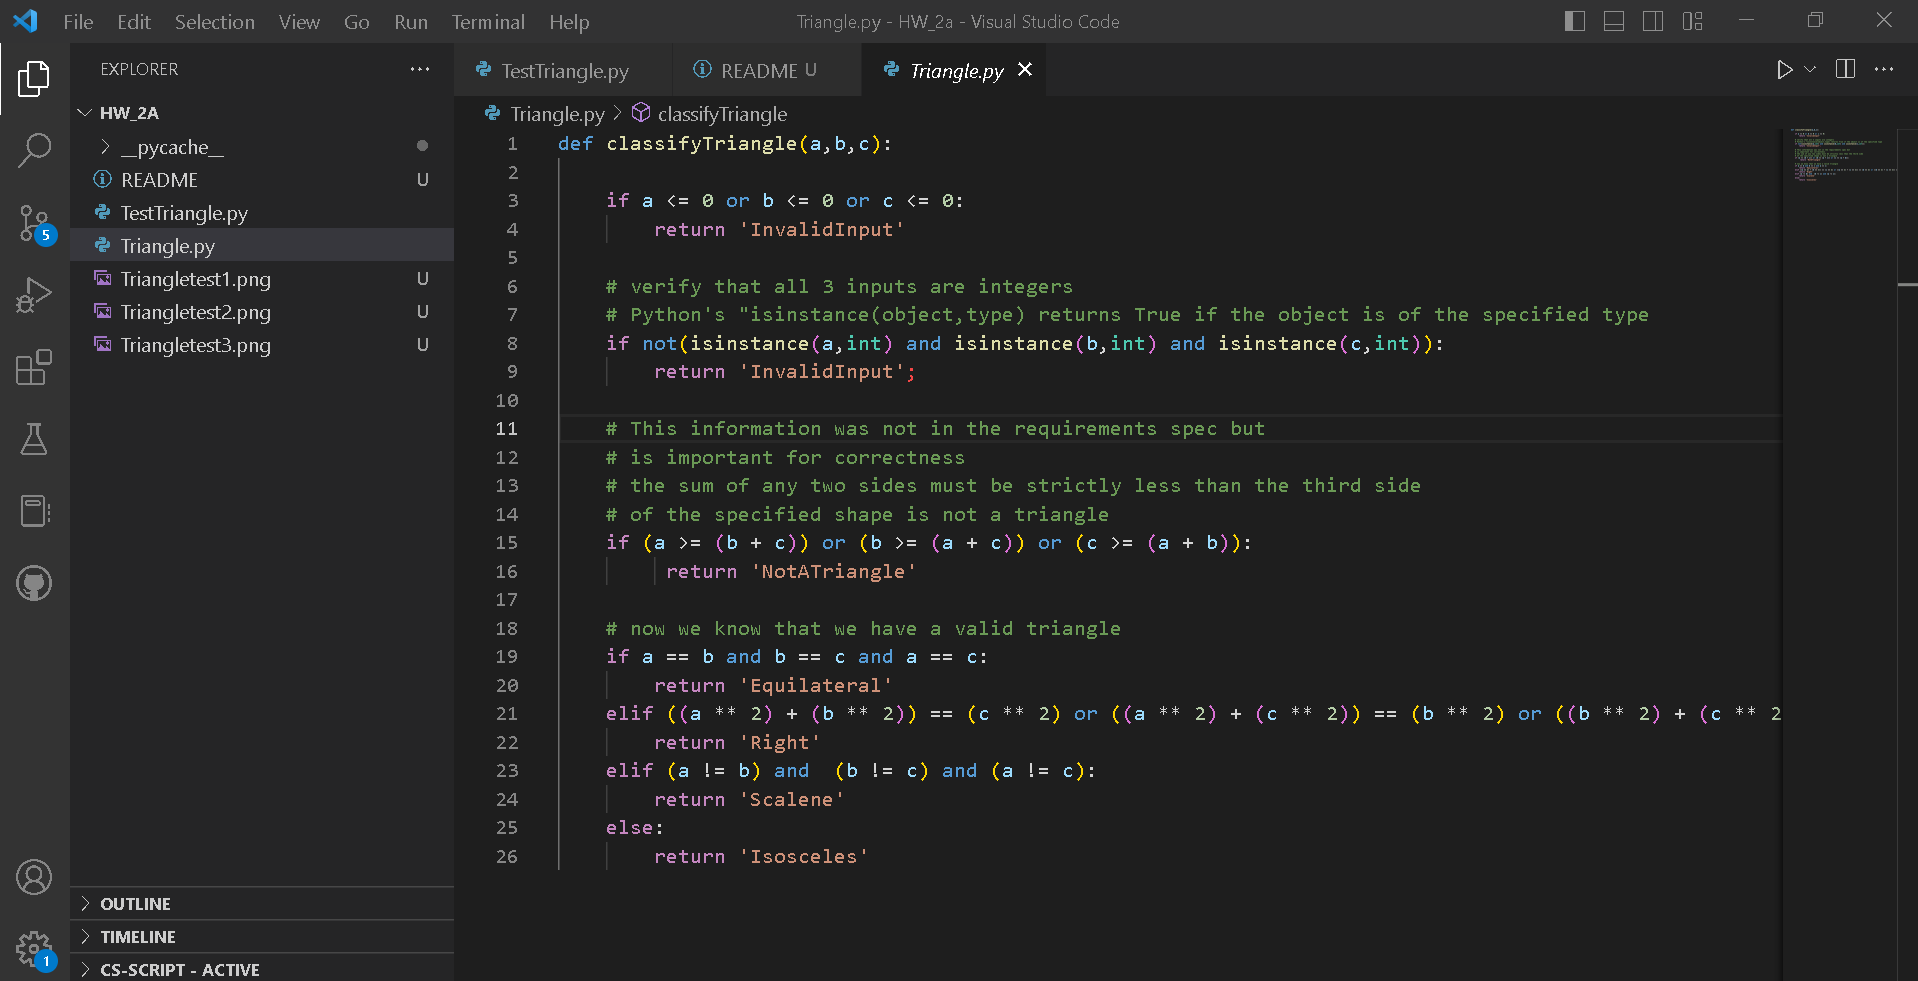 File Edit Selection View Go Run Terminal Help
Triangle.py - HW_2a - Visual Studio Code
EXPLORER
HW_2A
__pycache__
README U
TestTriangle.py
Triangle.py
Triangletest1.png U
Triangletest2.png U
Triangletest3.png U
OUTLINE
TIMELINE
CS-SCRIPT - ACTIVE
5
1
TestTriangle.py README U Triangle.py
Triangle.py > classifyTriangle
1 def classifyTriangle(a,b,c):
2
3 if a <= 0 or b <= 0 or c <= 0:
4 return 'InvalidInput'
5
6 # verify that all 3 inputs are integers
7 # Python's "isinstance(object,type) returns True if the object is of the specified type
8 if not(isinstance(a,int) and isinstance(b,int) and isinstance(c,int)):
9 return 'InvalidInput';
10
11 # This information was not in the requirements spec but
12 # is important for correctness
13 # the sum of any two sides must be strictly less than the third side
14 # of the specified shape is not a triangle
15 if (a >= (b + c)) or (b >= (a + c)) or (c >= (a + b)):
16 return 'NotATriangle'
17
18 # now we know that we have a valid triangle
19 if a == b and b == c and a == c:
20 return 'Equilateral'
21 elif ((a ** 2) + (b ** 2)) == (c ** 2) or ((a ** 2) + (c ** 2)) == (b ** 2) or ((b ** 2) + (c ** 2
22 return 'Right'
23 elif (a != b) and  (b != c) and (a != c):
24 return 'Scalene'
25 else:
26 return 'Isosceles'